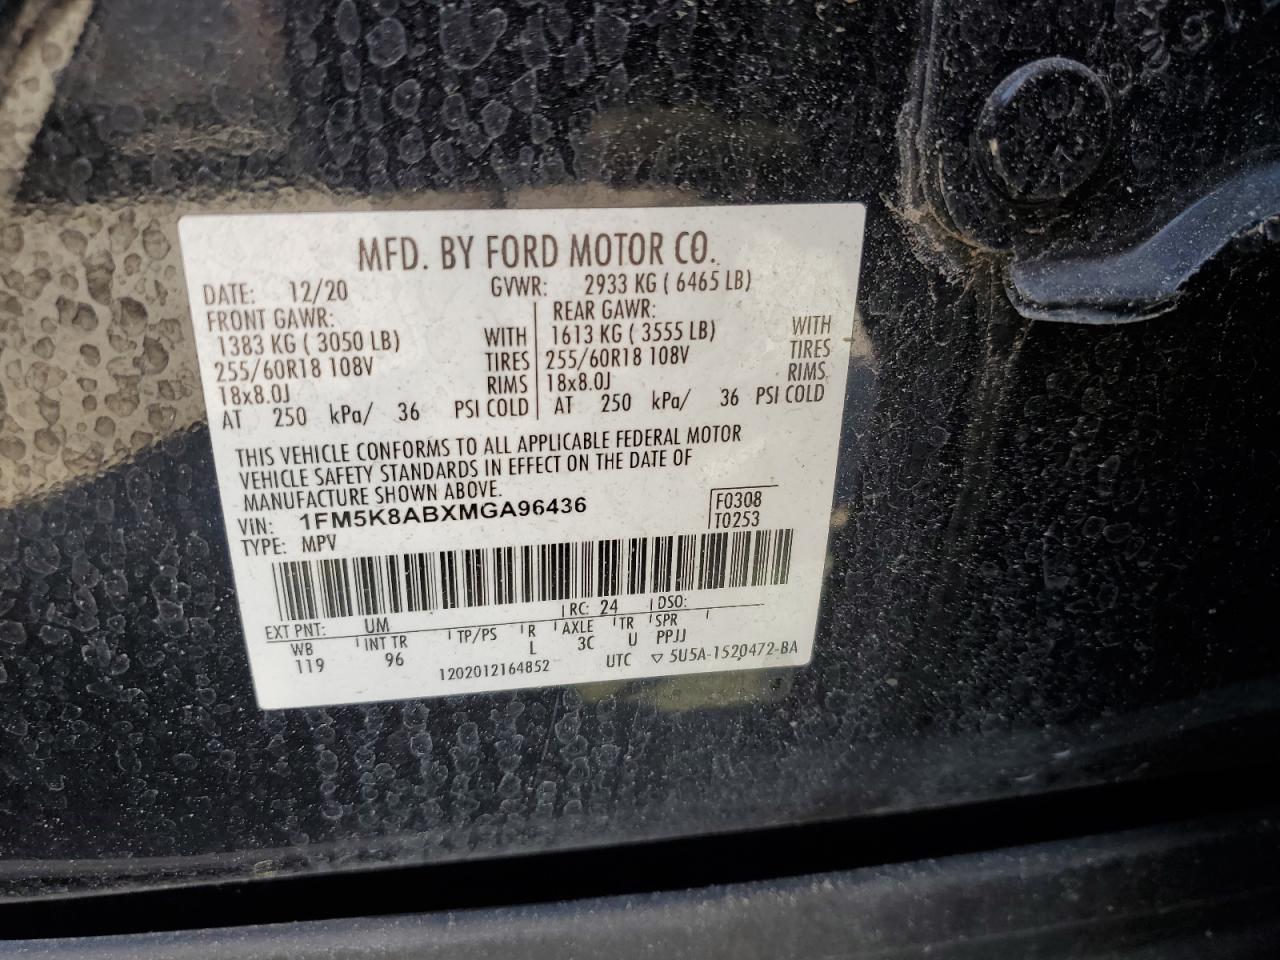 MFD. BY FORD MOTOR CO.
DATE: 12/20 GVWR: 2933 KG ( 6465 LB)
FRONT GAWR: REAR GAWR:
1383 KG ( 3050 LB) WITH 1613 KG ( 3555 LB) WITH
255/60R18 108V TIRES 255/60R18 108V TIRES
18x8.0J RIMS 18x8.0J RIMS
AT 250 kPa/ 36 PSI COLD AT 250 kPa/ 36 PSI COLD
THIS VEHICLE CONFORMS TO ALL APPLICABLE FEDERAL MOTOR
VEHICLE SAFETY STANDARDS IN EFFECT ON THE DATE OF
MANUFACTURE SHOWN ABOVE.
VIN: 1FM5K8ABXMGA96436 F0308
TYPE: MPV T0253
RC: 24 DSO:
EXT PNT: UM
WB INT TR TP/PS R AXLE TR SPR
119 96 L 3C U PPJJ
1202012164852 UTC ▽ 5U5A-1520472-BA